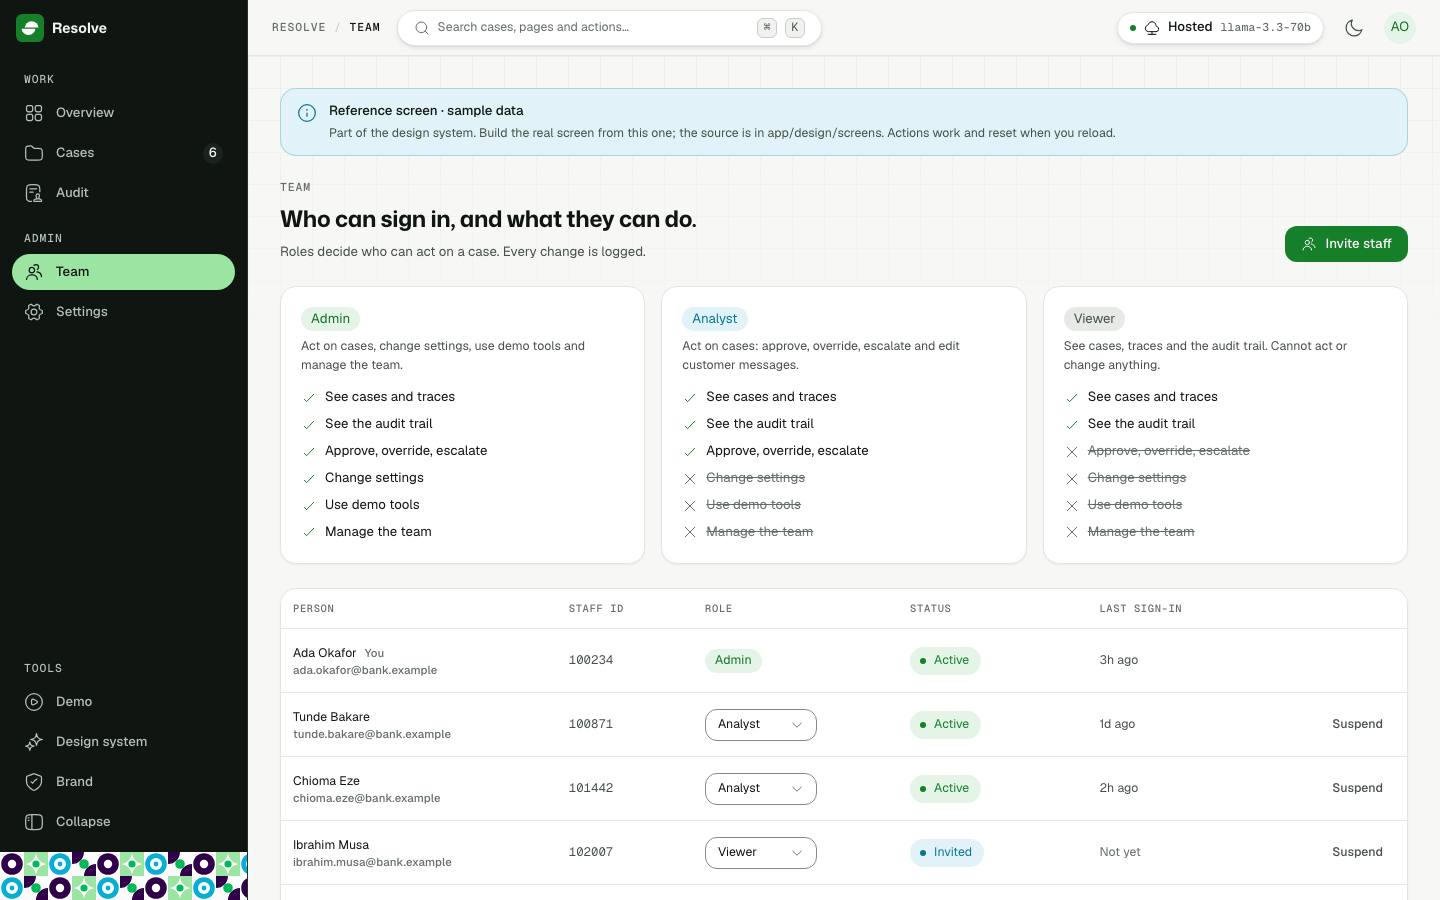 Resolve
RESOLVE / TEAM
Search cases, pages and actions...
⌘ K
Hosted llama-3.3-70b
AO
WORK
Overview
Cases 6
Audit
ADMIN
Team
Settings
TOOLS
Demo
Design system
Brand
Collapse
Reference screen · sample data
Part of the design system. Build the real screen from this one; the source is in app/design/screens. Actions work and reset when you reload.
TEAM
Who can sign in, and what they can do.
Roles decide who can act on a case. Every change is logged.
Invite staff
Admin
Act on cases, change settings, use demo tools and
manage the team.
See cases and traces
See the audit trail
Approve, override, escalate
Change settings
Use demo tools
Manage the team
Analyst
Act on cases: approve, override, escalate and edit
customer messages.
See cases and traces
See the audit trail
Approve, override, escalate
Change settings
Use demo tools
Manage the team
Viewer
See cases, traces and the audit trail. Cannot act or
change anything.
See cases and traces
See the audit trail
Approve, override, escalate
Change settings
Use demo tools
Manage the team
PERSON STAFF ID ROLE STATUS LAST SIGN-IN
Ada Okafor You
ada.okafor@bank.example
100234 Admin Active 3h ago
Tunde Bakare
tunde.bakare@bank.example
100871 Analyst Active 1d ago Suspend
Chioma Eze
chioma.eze@bank.example
101442 Analyst Active 2h ago Suspend
Ibrahim Musa
ibrahim.musa@bank.example
102007 Viewer Invited Not yet Suspend